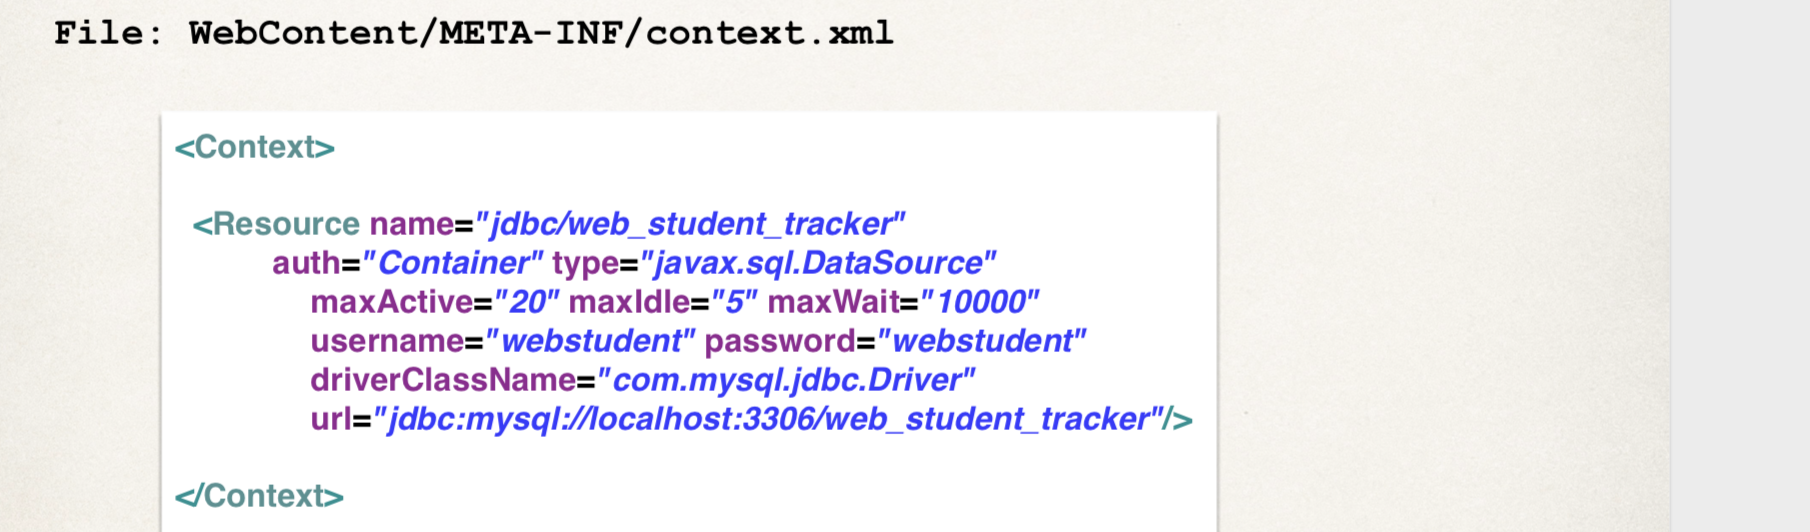 File: WebContent/META-INF/context.xml
<Context>
<Resource name="jdbc/web_student_tracker"
auth="Container" type="javax.sql.DataSource"
maxActive="20" maxIdle="5" maxWait="10000"
username="webstudent" password="webstudent"
driverClassName="com.mysql.jdbc.Driver"
url="jdbc:mysql://localhost:3306/web_student_tracker"/>
</Context>